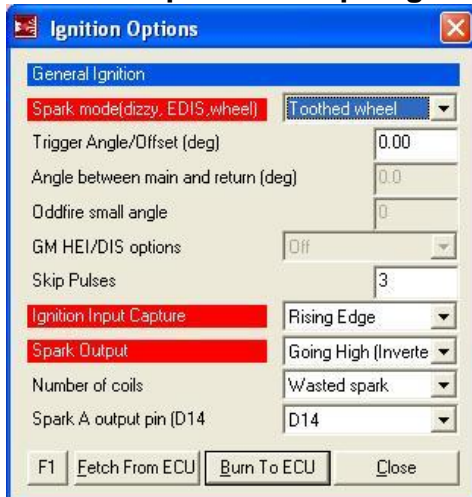 Ignition Options
General Ignition
Spark mode(dizzy, EDIS,wheel) Toothed wheel
Trigger Angle/Offset (deg) 0.00
Angle between main and return (deg) 0.0
Oddfire small angle 0
GM HEI/DIS options Off
Skip Pulses 3
Ignition Input Capture Rising Edge
Spark Output Going High (Inverte
Number of coils Wasted spark
Spark A output pin (D14 D14
F1 Fetch From ECU Burn To ECU Close